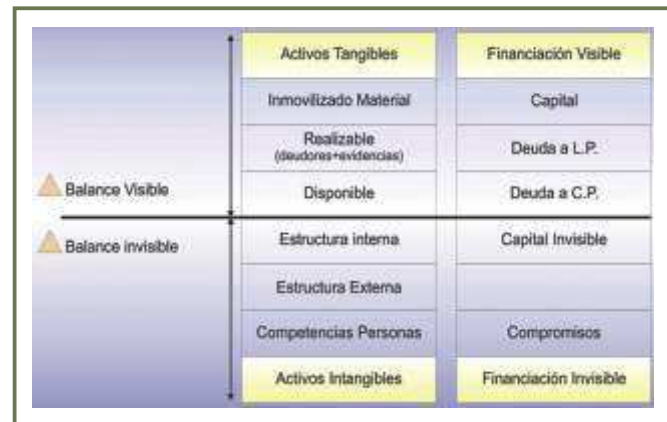 Activos Tangibles
Financiación Visible
Inmovilizado Material
Capital
Realizable
(deudores+evidencias)
Deuda a L.P.
Balance Visible
Disponible
Deuda a C.P.
Balance invisible
Estructura interna
Capital Invisible
Estructura Externa
Competencias Personas
Compromisos
Activos Intangibles
Financiación Invisible